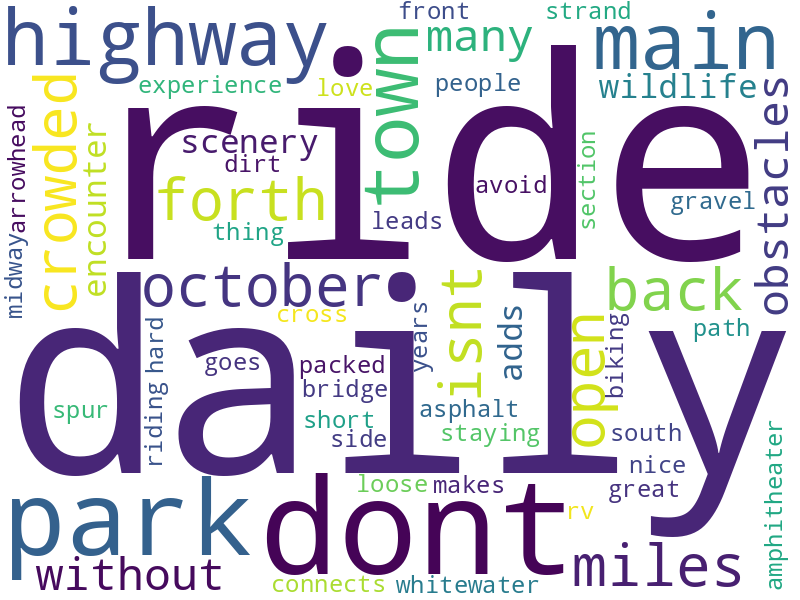 front
strand
highway
many
main
experience
love
people
wildlife
town
crowded
ride
obstacles
arrowhead
encounter
scenery
dirt
section
avoid
forth
gravel
thing
leads
midway
daily
october
isnt
back
cross
years
adds
open
biking
path
riding
hard
goes
packed
bridge
spur
short
asphalt
side
staying
south
nice
amphitheater
park
dont
loose
makes
great
rv
without
connects
whitewater
miles